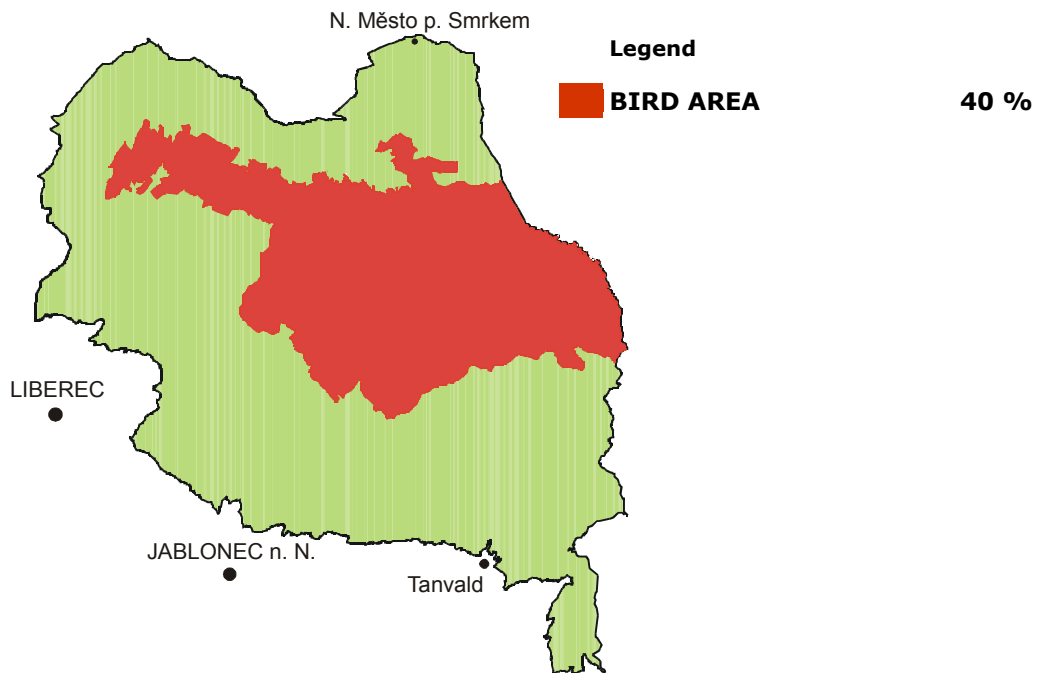 N. Město p. Smrkem
Legend
BIRD AREA 40 %
LIBEREC
JABLONEC n. N.
Tanvald